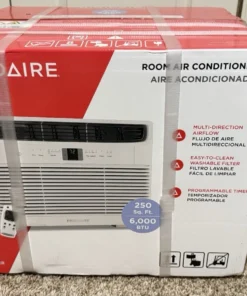 DAIRE
ROOM AIR CONDITION
AIRE ACONDICIONAD
MULTI-DIRECTION
AIRFLOW
FLUJO DE AIRE
MULTIDIRECCIONAL
EASY-TO-CLEAN
WASHABLE FILTER
FILTRO LAVABLE
FÁCIL DE LIMPIAR
PROGRAMMABLE TIMER
TEMPORIZADOR
PROGRAMABLE
250
Sq. Ft.
6,000
BTU